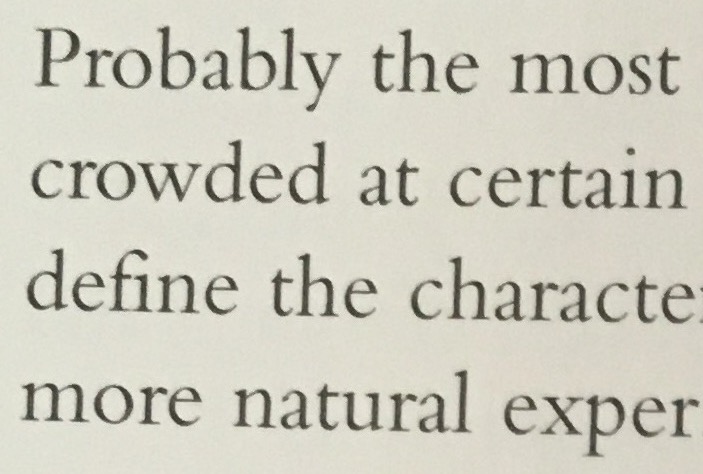 Probably the most
crowded at certain
define the characte
more natural exper